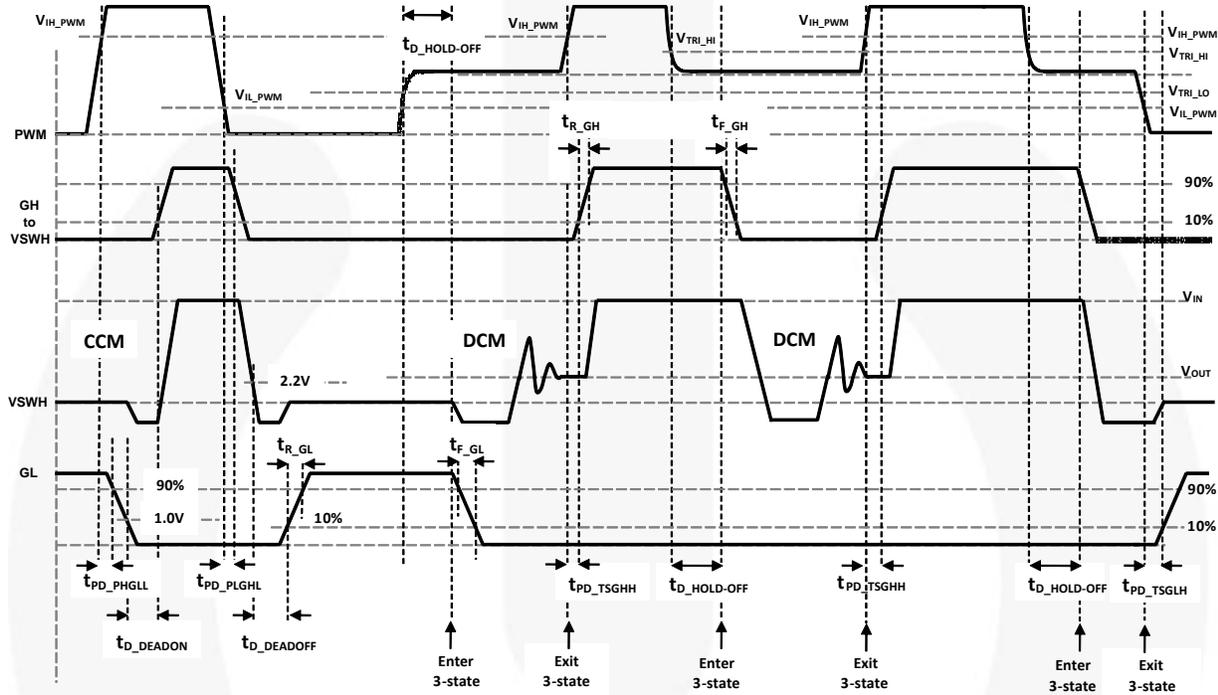 VIH_PWM
VIH_PWM
VIH_PWM
VIH_PWM
tD_HOLD-OFF
VTRI_HI
VTRI_HI
VIL_PWM
VTRI_LO
VIL_PWM
PWM
tR_GH
tF_GH
90%
GH
to
VSWH
10%
VIN
CCM
DCM
DCM
VOUT
2.2V
VSWH
tR_GL
tF_GL
GL
90%
90%
1.0V
10%
10%
tPD_PHGLL
tPD_PLGHL
tPD_TSGHH
tD_HOLD-OFF
tPD_TSGHH
tD_HOLD-OFF
tPD_TSGLH
tD_DEADON
tD_DEADOFF
Enter
3-state
Exit
3-state
Enter
3-state
Exit
3-state
Enter
3-state
Exit
3-state